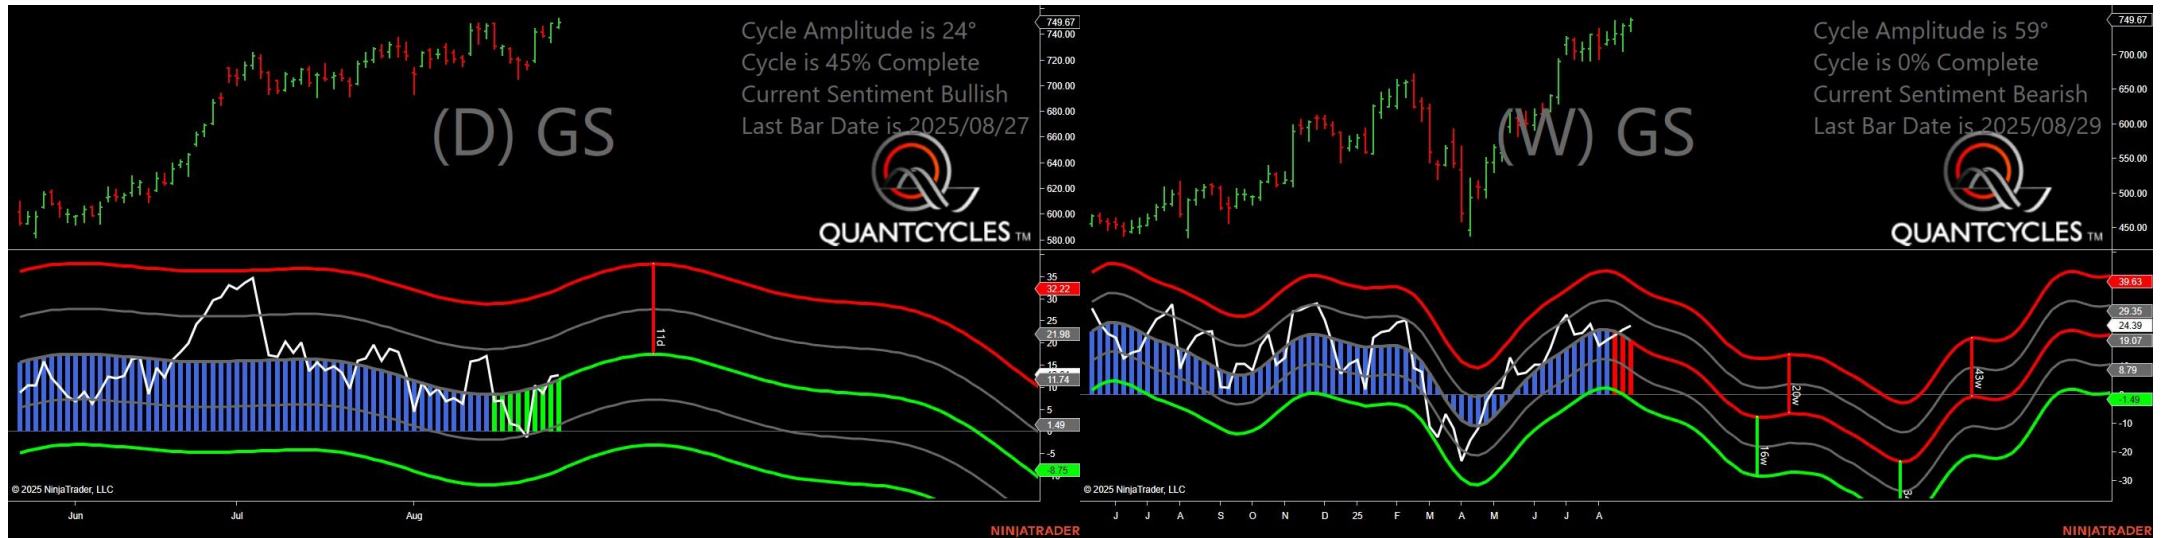 749.67
740.00
720.00
700.00
680.00
660.00
640.00
620.00
600.00
580.00
Cycle Amplitude is 24°
Cycle is 45% Complete
Current Sentiment Bullish
Last Bar Date is 2025/08/27
(D) GS
QUANTCYCLES TM
35
32.22
30
25
21.98
20
15
11.74
10
5
1.49
-5
-8.75
11d
© 2025 NinjaTrader, LLC
Jun
Jul
Aug
NINJATRADER
749.67
700.00
650.00
600.00
550.00
500.00
450.00
Cycle Amplitude is 59°
Cycle is 0% Complete
Current Sentiment Bearish
Last Bar Date is 2025/08/29
(W) GS
QUANTCYCLES TM
39.63
29.35
24.39
19.07
8.79
0
-1.49
-10
-20
-30
16w
20w
43w
© 2025 NinjaTrader, LLC
J J A S O N D 25 F M A M J J A
NINJATRADER